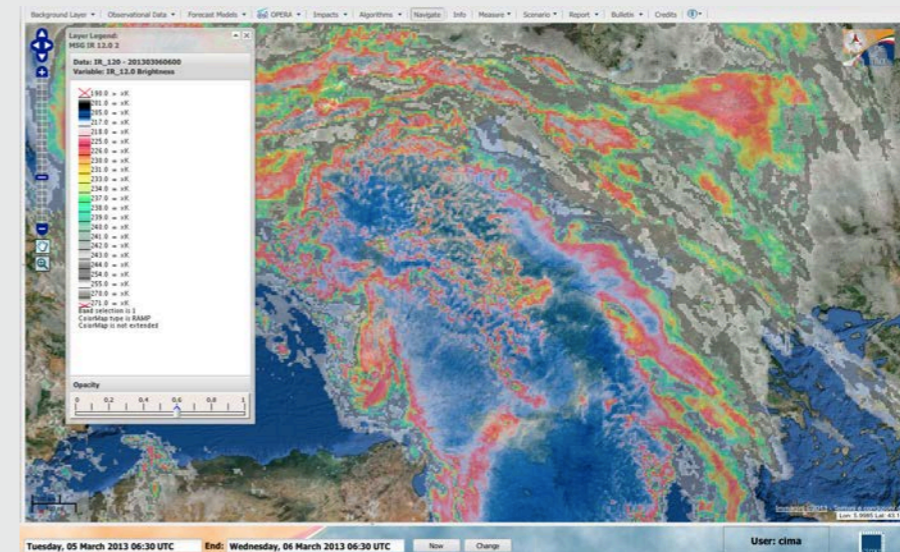 Background Layer Observational Data Forecast Models OPERA Impacts Algorithms Navigate Info Measure Scenario Report Bulletin Credits
Layer Legend:
MSG IR 12.0 2
Data: IR_120 - 201303060600
Variable: IR_12.0 Brightness
190.0 = xK
201.0 = xK
205.0 = xK
217.0 = xK
218.0 = xK
225.0 = xK
226.0 = xK
230.0 = xK
231.0 = xK
233.0 = xK
234.0 = xK
237.0 = xK
238.0 = xK
239.0 = xK
240.0 = xK
241.0 = xK
242.0 = xK
243.0 = xK
244.0 = xK
254.0 = xK
255.0 = xK
270.0 = xK
271.0 = xK
Band selection is 1
ColorMap type is RAMP
ColorMap is not extended
Opacity
0 0,2 0,4 0,6 0,8 1
Immagini ©2013
Tuesday, 05 March 2013 06:30 UTC End: Wednesday, 06 March 2013 06:30 UTC Now Change User: cima